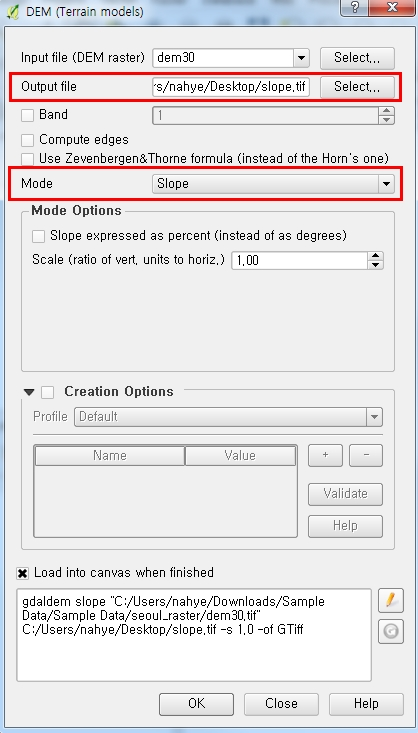 DEM (Terrain models)
?
Input file (DEM raster) dem30 Select...
Output file rs/nahye/Desktop/slope.tif Select...
Band 1
Compute edges
Use Zevenbergen&Thorne formula (instead of the Horn's one)
Mode Slope
Mode Options
Slope expressed as percent (instead of as degrees)
Scale (ratio of vert. units to horiz.) 1.00
Creation Options
Profile Default
Name Value + -
Validate
Help
Load into canvas when finished
gdaldem slope "C:/Users/nahye/Downloads/Sample
Data/Sample Data/seoul_raster/dem30.tif"
C:/Users/nahye/Desktop/slope.tif -s 1.0 -of GTiff
OK Close Help